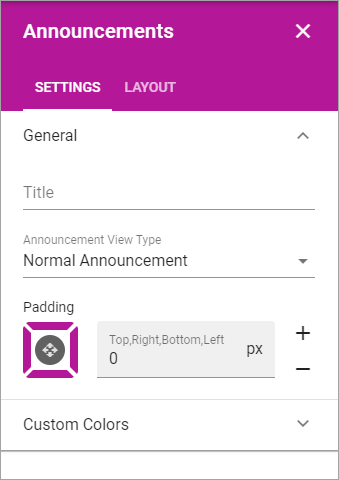 Announcements
SETTINGS LAYOUT
General
Title
Announcement View Type
Normal Announcement
Padding
Top,Right,Bottom,Left
0 px
Custom Colors